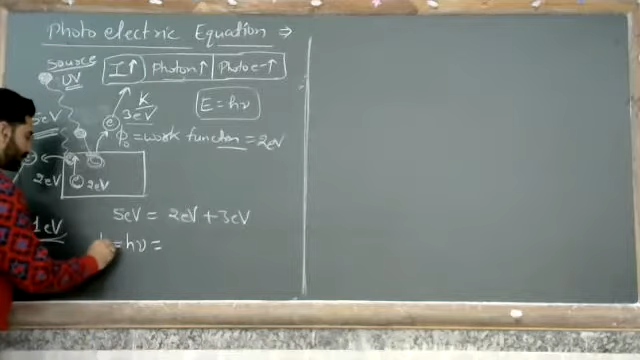 Photo electric Equation ⇒
Source
UV
I↑ Photon↑ Photo e-↑
5eV
K
e 3eV
E = hν
ϕ₀ = work function = 2eV
2eV
e 2eV
1eV
5eV = 2eV + 3eV
= hν =